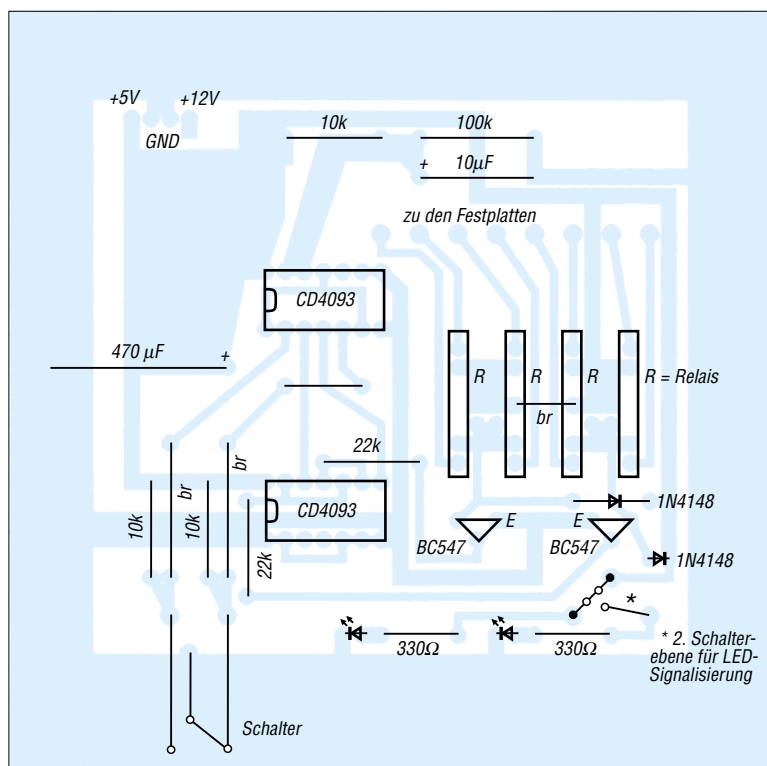 +5V
+12V
GND
10k
100k
+ 10µF
zu den Festplatten
CD4093
470 µF
+
R
R
R
R = Relais
br
br
br
22k
10k
10k
CD4093
22k
1N4148
E
E
BC547
BC547
1N4148
*
330Ω
330Ω
* 2. Schalter-
ebene für LED-
Signalisierung
Schalter